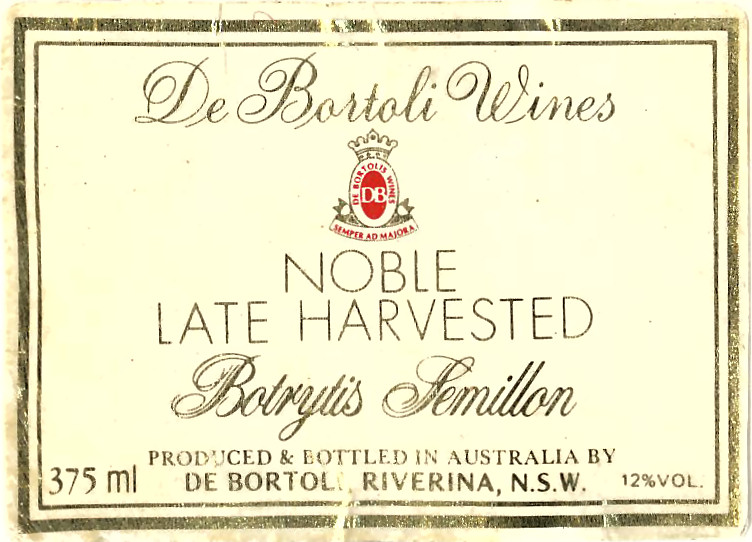 De Bortoli Wines
DE BORTOLIS WINES
DB
SEMPER AD MAJORA
NOBLE
LATE HARVESTED
Botrytis Semillon
PRODUCED & BOTTLED IN AUSTRALIA BY
375 ml DE BORTOLI, RIVERINA, N.S.W. 12%VOL.